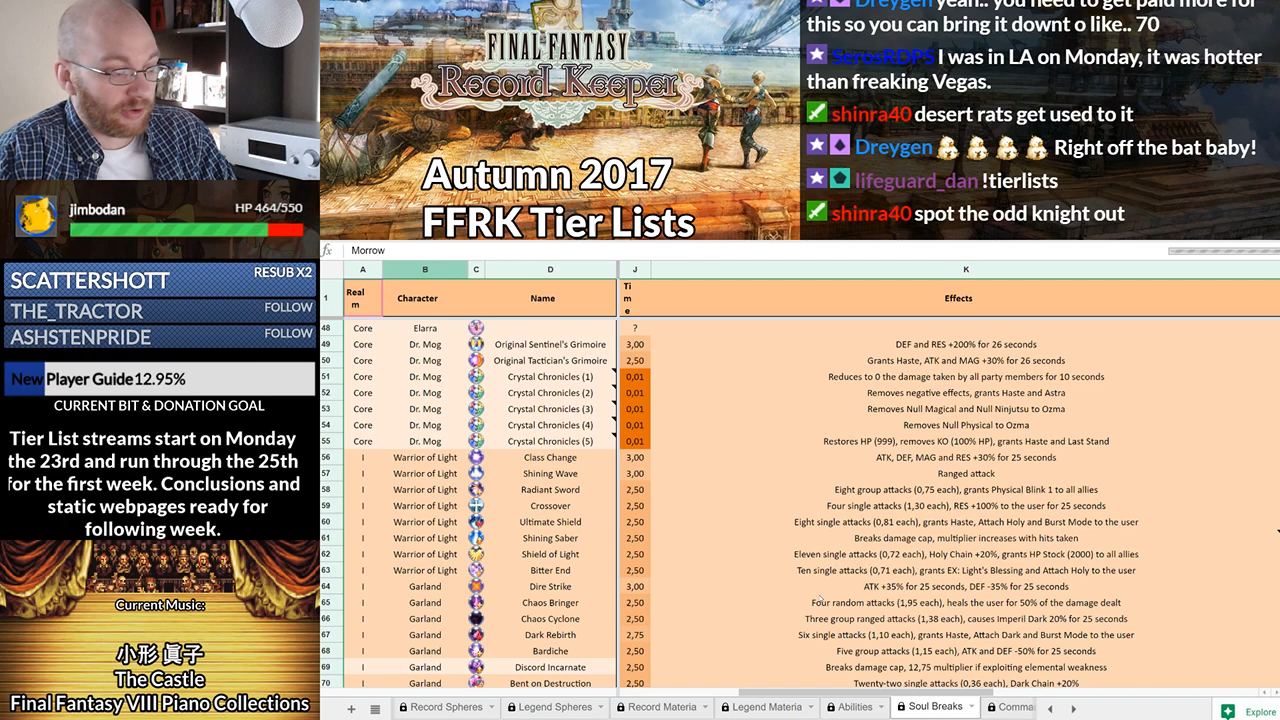 jimbodan
HP 464/550
SCATTERSHOTT
RESUB X2
THE_TRACTOR
FOLLOW
ASHSTENPRIDE
FOLLOW
New Player Guide 12.95%
CURRENT BIT & DONATION GOAL
Tier List streams start on Monday
the 23rd and run through the 25th
for the first week. Conclusions and
static webpages ready for
following week.
Current Music:
小形 眞子
The Castle
Final Fantasy VIII Piano Collections
FINAL FANTASY
Record Keeper
Autumn 2017
FFRK Tier Lists
Dreygen yeah.. you need to get paid more for
this so you can bring it downt o like.. 70
SerosRDPS I was in LA on Monday, it was hotter
than freaking Vegas.
shinra40 desert rats get used to it
Dreygen Right off the bat baby!
lifeguard_dan !tierlists
shinra40 spot the odd knight out
fx Morrow
A B C D J K
1 Realm Character Name Time Effects
48 Core Elarra ?
49 Core Dr. Mog Original Sentinel's Grimoire 3,00 DEF and RES +200% for 26 seconds
50 Core Dr. Mog Original Tactician's Grimoire 2,50 Grants Haste, ATK and MAG +30% for 26 seconds
51 Core Dr. Mog Crystal Chronicles (1) 0,01 Reduces to 0 the damage taken by all party members for 10 seconds
52 Core Dr. Mog Crystal Chronicles (2) 0,01 Removes negative effects, grants Haste and Astra
53 Core Dr. Mog Crystal Chronicles (3) 0,01 Removes Null Magical and Null Ninjutsu to Ozma
54 Core Dr. Mog Crystal Chronicles (4) 0,01 Removes Null Physical to Ozma
55 Core Dr. Mog Crystal Chronicles (5) 0,01 Restores HP (999), removes KO (100% HP), grants Haste and Last Stand
56 I Warrior of Light Class Change 3,00 ATK, DEF, MAG and RES +30% for 25 seconds
57 I Warrior of Light Shining Wave 3,00 Ranged attack
58 I Warrior of Light Radiant Sword 2,50 Eight group attacks (0,75 each), grants Physical Blink 1 to all allies
59 I Warrior of Light Crossover 2,50 Four single attacks (1,30 each), RES +100% to the user for 25 seconds
60 I Warrior of Light Ultimate Shield 2,50 Eight single attacks (0,81 each), grants Haste, Attach Holy and Burst Mode to the user
61 I Warrior of Light Shining Saber 2,50 Breaks damage cap, multiplier increases with hits taken
62 I Warrior of Light Shield of Light 2,50 Eleven single attacks (0,72 each), Holy Chain +20%, grants HP Stock (2000) to all allies
63 I Warrior of Light Bitter End 2,50 Ten single attacks (0,71 each), grants EX: Light's Blessing and Attach Holy to the user
64 I Garland Dire Strike 3,00 ATK +35% for 25 seconds, DEF -35% for 25 seconds
65 I Garland Chaos Bringer 2,50 Four random attacks (1,95 each), heals the user for 50% of the damage dealt
66 I Garland Chaos Cyclone 2,50 Three group ranged attacks (1,38 each), causes Imperil Dark 20% for 25 seconds
67 I Garland Dark Rebirth 2,75 Six single attacks (1,10 each), grants Haste, Attach Dark and Burst Mode to the user
68 I Garland Bardiche 2,50 Five group attacks (1,15 each), ATK and DEF -50% for 25 seconds
69 I Garland Discord Incarnate 2,50 Breaks damage cap, 12,75 multiplier if exploiting elemental weakness
70 I Garland Bent on Destruction 2,50 Twenty-two single attacks (0,36 each), Dark Chain +20%
Record Spheres Legend Spheres Record Materia Legend Materia Abilities Soul Breaks Comma Explore